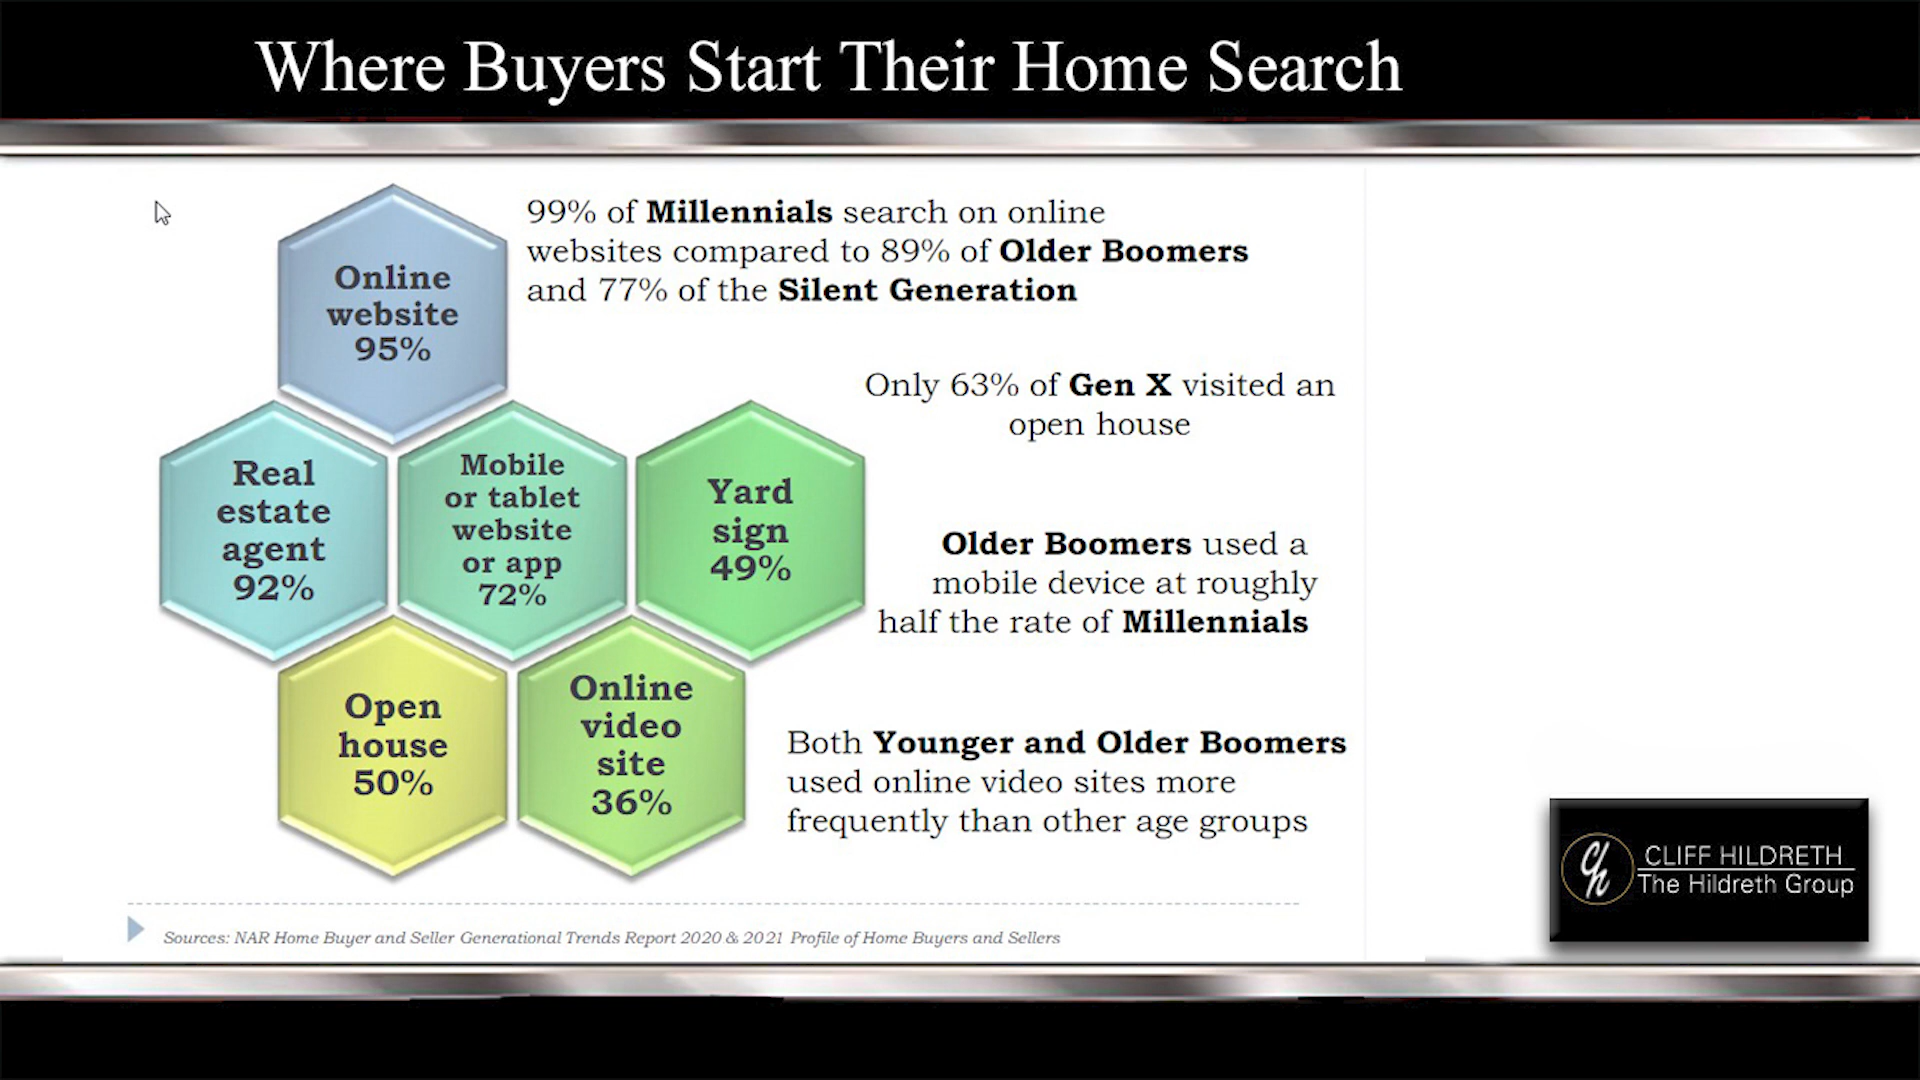 Where Buyers Start Their Home Search
Online
website
95%
99% of Millennials search on online
websites compared to 89% of Older Boomers
and 77% of the Silent Generation
Real
estate
agent
92%
Mobile
or tablet
website
or app
72%
Yard
sign
49%
Only 63% of Gen X visited an
open house
Older Boomers used a
mobile device at roughly
half the rate of Millennials
Open
house
50%
Online
video
site
36%
Both Younger and Older Boomers
used online video sites more
frequently than other age groups
ch
CLIFF HILDRETH
The Hildreth Group
Sources: NAR Home Buyer and Seller Generational Trends Report 2020 & 2021 Profile of Home Buyers and Sellers